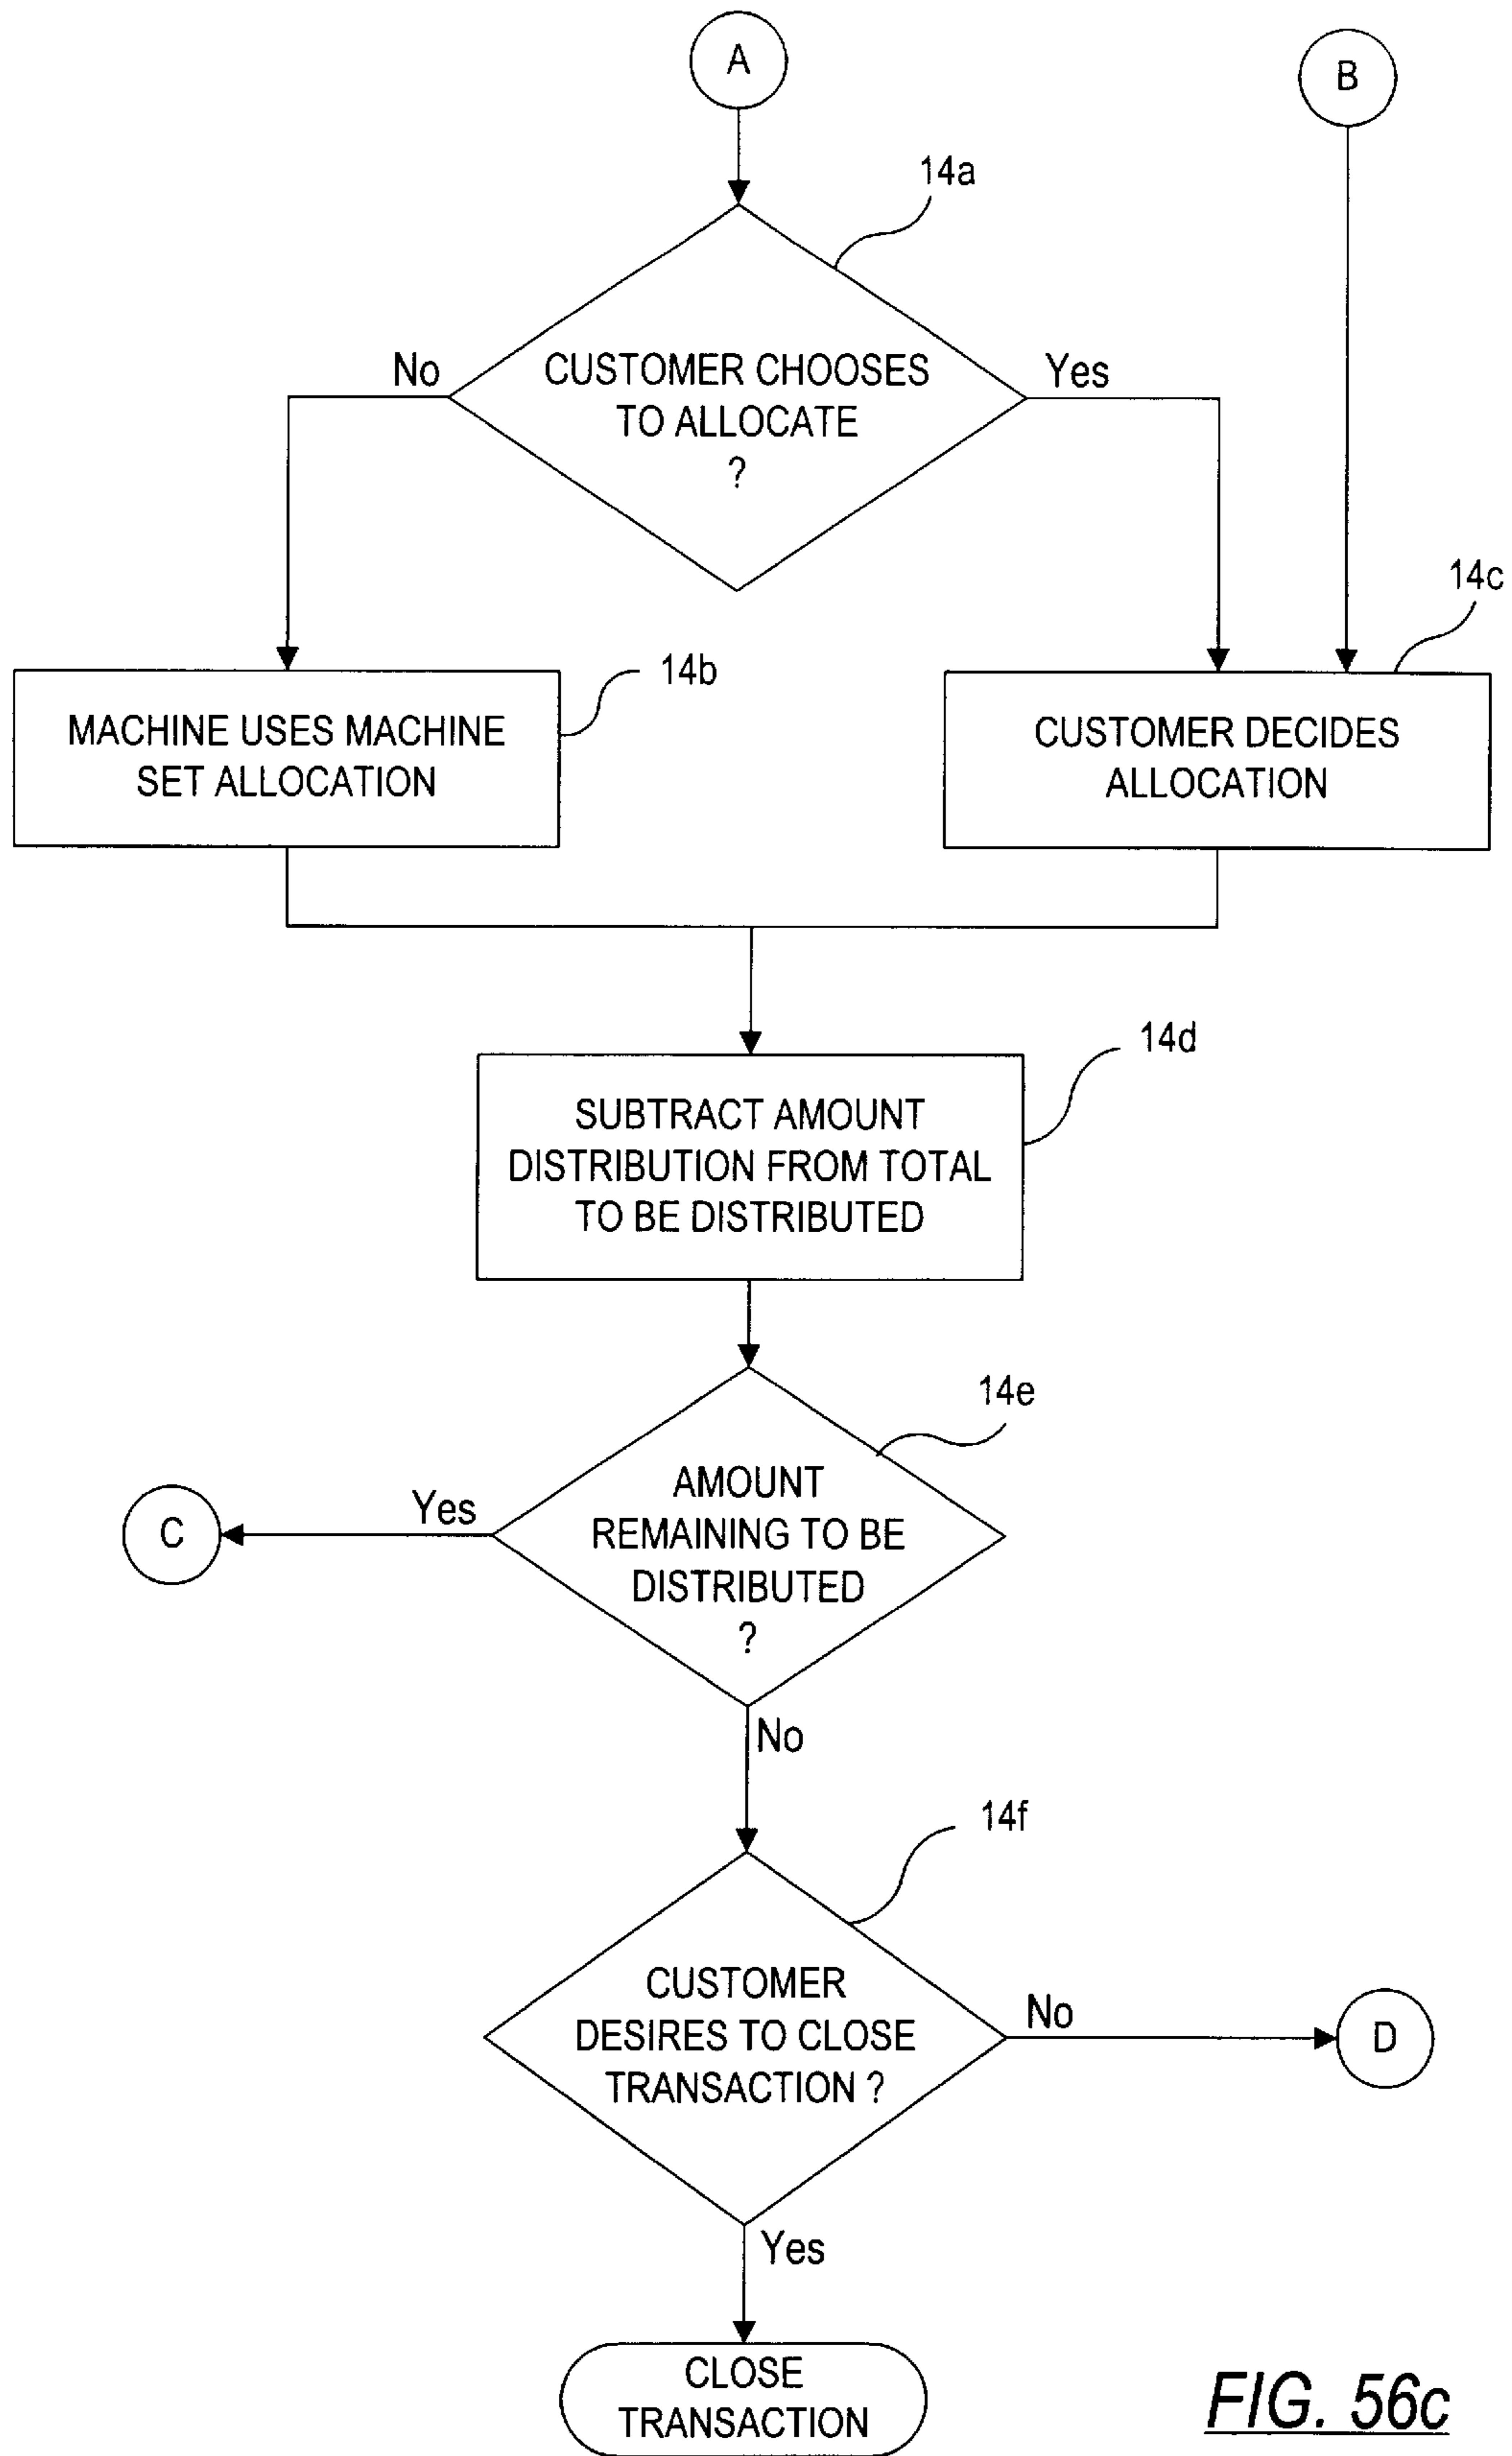 A
B
14a
No
CUSTOMER CHOOSES
TO ALLOCATE
?
Yes
14c
14b
MACHINE USES MACHINE
SET ALLOCATION
CUSTOMER DECIDES
ALLOCATION
14d
SUBTRACT AMOUNT
DISTRIBUTION FROM TOTAL
TO BE DISTRIBUTED
14e
C
Yes
AMOUNT
REMAINING TO BE
DISTRIBUTED
?
No
14f
CUSTOMER
DESIRES TO CLOSE
TRANSACTION ?
No
D
Yes
CLOSE
TRANSACTION
FIG. 56c